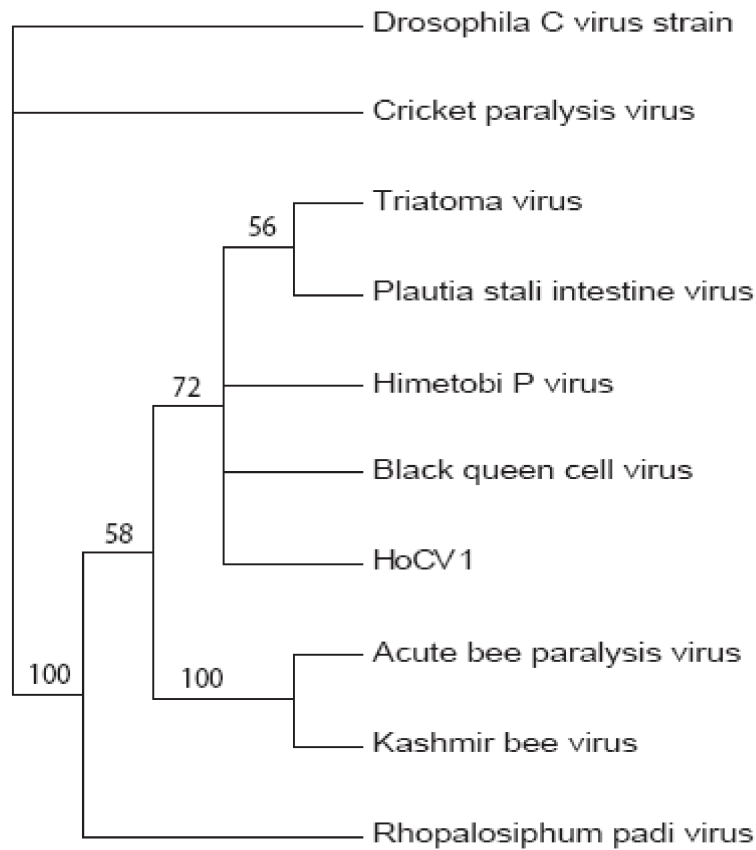 Drosophila C virus strain
Cricket paralysis virus
Triatoma virus
56
Plautia stali intestine virus
Himetobi P virus
72
Black queen cell virus
58
HoCV1
Acute bee paralysis virus
100
100
Kashmir bee virus
Rhopalosiphum padi virus